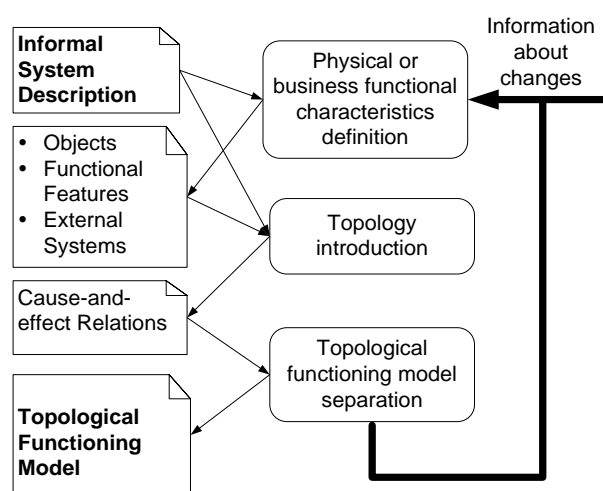 Informal
System
Description
Physical or
business functional
characteristics
definition
Information
about
changes
• Objects
• Functional
Features
• External
Systems
Topology
introduction
Cause-and-
effect Relations
Topological
functioning model
separation
Topological
Functioning
Model